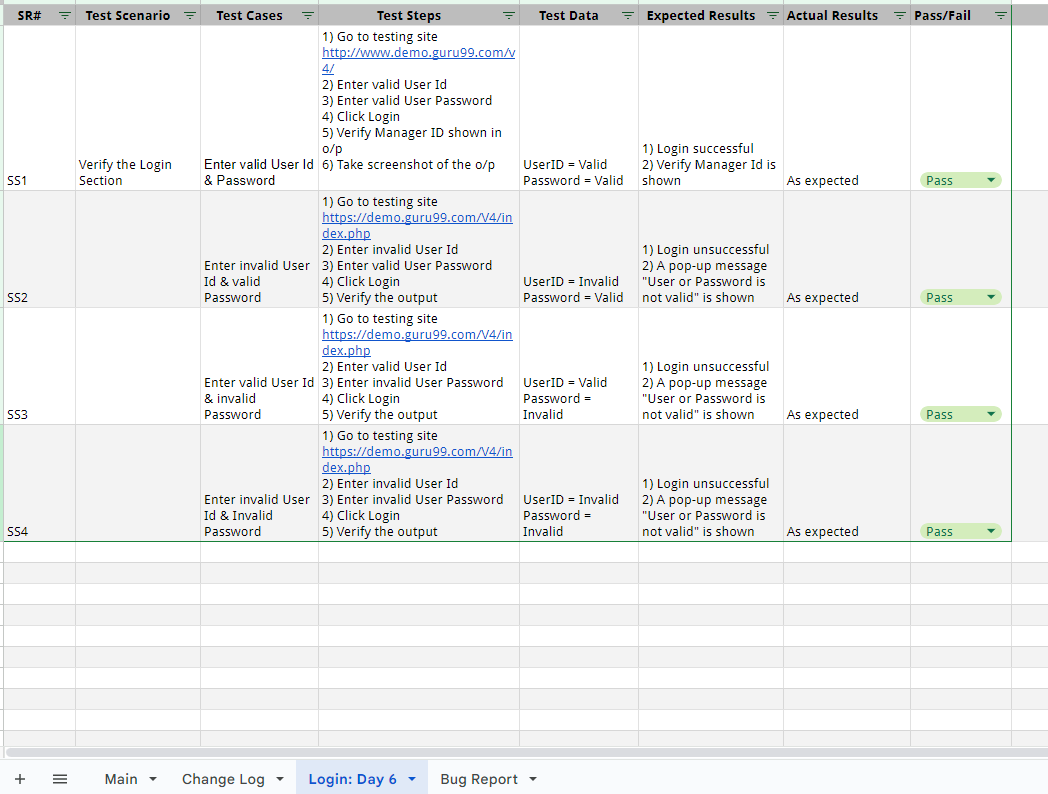 SR# Test Scenario Test Cases Test Steps Test Data Expected Results Actual Results Pass/Fail
SS1
Verify the Login
Section
Enter valid User Id
& Password
1) Go to testing site
http://www.demo.guru99.com/v
4/
2) Enter valid User Id
3) Enter valid User Password
4) Click Login
5) Verify Manager ID shown in
o/p
6) Take screenshot of the o/p
UserID = Valid
Password = Valid
1) Login successful
2) Verify Manager Id is
shown
As expected
Pass
SS2
Enter invalid User
Id & valid
Password
1) Go to testing site
https://demo.guru99.com/V4/in
dex.php
2) Enter invalid User Id
3) Enter valid User Password
4) Click Login
5) Verify the output
UserID = Invalid
Password = Valid
1) Login unsuccessful
2) A pop-up message
"User or Password is
not valid" is shown
As expected
Pass
SS3
Enter valid User Id
& invalid
Password
1) Go to testing site
https://demo.guru99.com/V4/in
dex.php
2) Enter valid User Id
3) Enter invalid User Password
4) Click Login
5) Verify the output
UserID = Valid
Password =
Invalid
1) Login unsuccessful
2) A pop-up message
"User or Password is
not valid" is shown
As expected
Pass
SS4
Enter invalid User
Id & Invalid
Password
1) Go to testing site
https://demo.guru99.com/V4/in
dex.php
2) Enter invalid User Id
3) Enter invalid User Password
4) Click Login
5) Verify the output
UserID = Invalid
Password =
Invalid
1) Login unsuccessful
2) A pop-up message
"User or Password is
not valid" is shown
As expected
Pass
Main Change Log Login: Day 6 Bug Report